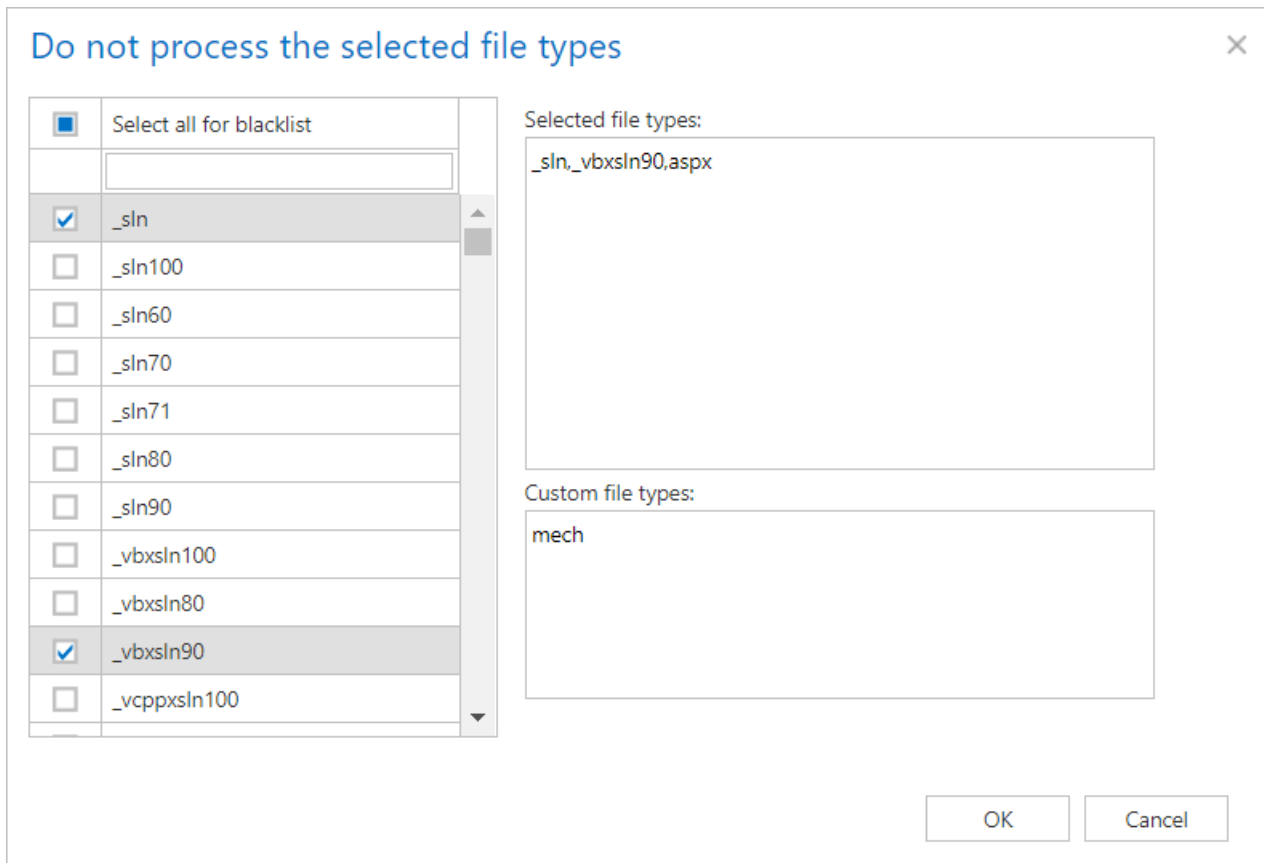 Do not process the selected file types
Select all for blacklist
_sln
_sln100
_sln60
_sln70
_sln71
_sln80
_sln90
_vbxsln100
_vbxsln80
_vbxsln90
_vcppxsln100
Selected file types:
_sln,_vbxsln90,aspx
Custom file types:
mech
OK
Cancel